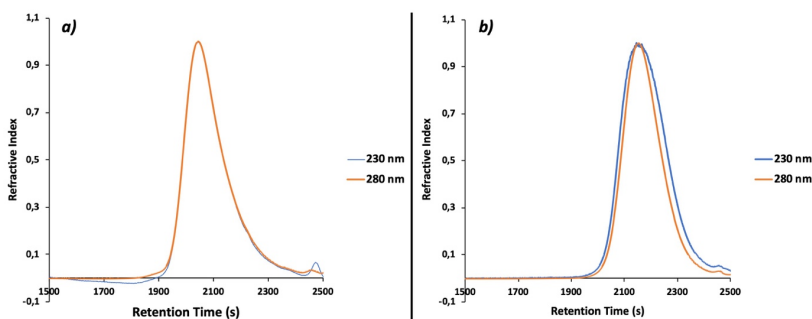 a)
1,1
0,9
0,7
0,5
0,3
0,1
-0,1
Refractive Index
1500 1700 1900 2100 2300 2500
Retention Time (s)
230 nm
280 nm
b)
1,1
0,9
0,7
0,5
0,3
0,1
-0,1
Refractive Index
1500 1700 1900 2100 2300 2500
Retention Time (s)
230 nm
280 nm